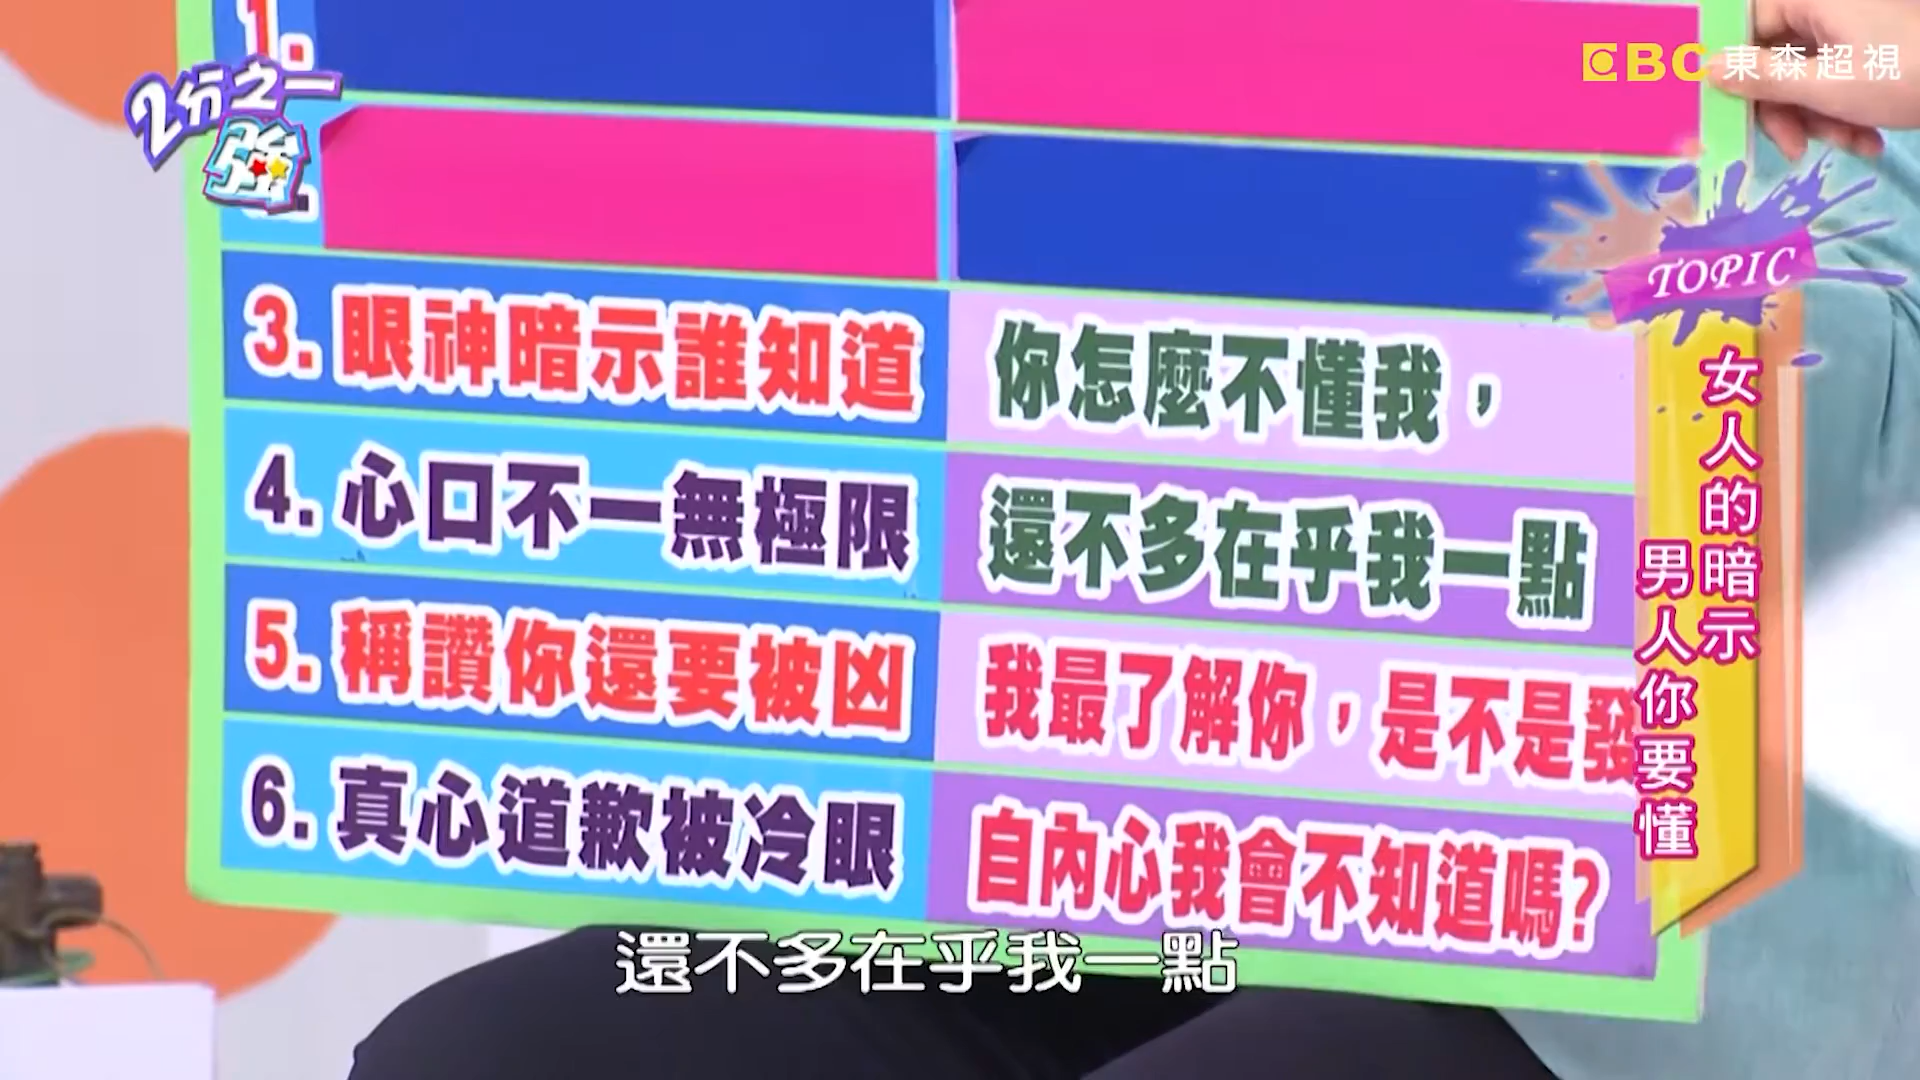 EBC 東森超視
2分之一強
TOPIC
女人的暗示
男人你要懂
1.
3.眼神暗示誰知道
你怎麼不懂我，
4.心口不一無極限
還不多在乎我一點
5.稱讚你還要被凶
我最了解你，是不是發
6.真心道歉被冷眼
自內心我會不知道嗎?
還不多在乎我一點